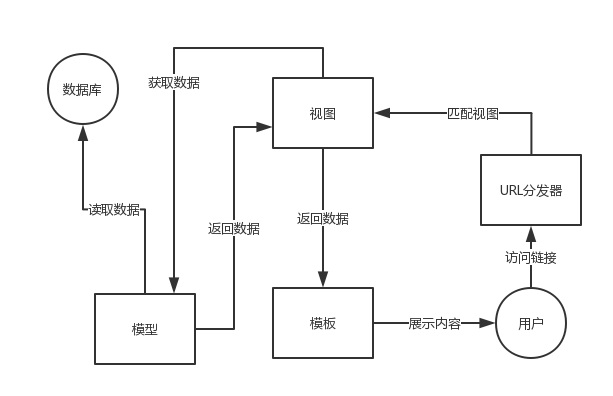 获取数据
数据库
视图
匹配视图
URL分发器
读取数据
返回数据
返回数据
访问链接
模型
模板
展示内容
用户